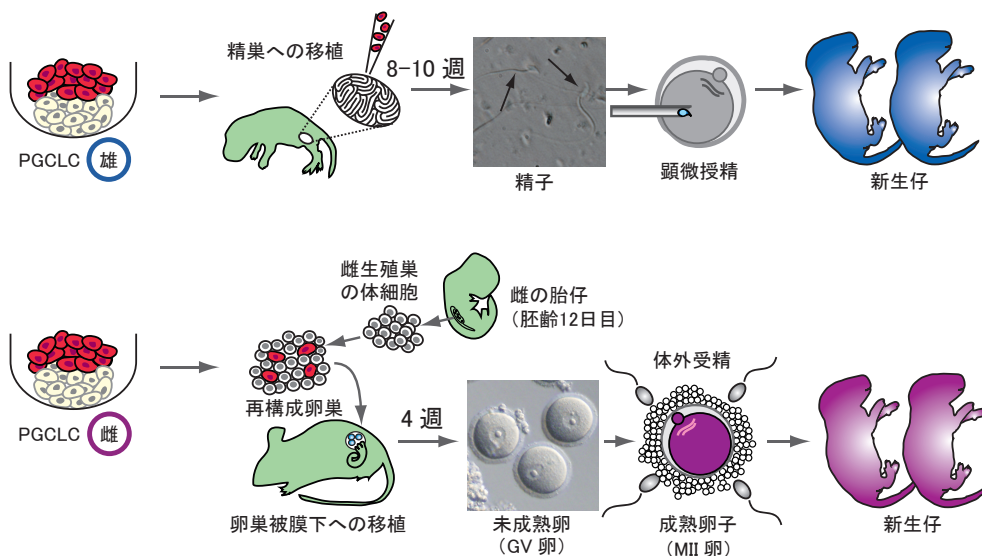 精巣への移植
8-10 週
PGCLC 雄
精子
顕微授精
新生仔
雌生殖巣
の体細胞
雌の胎仔
（胚齢12日目）
体外受精
再構成卵巣
4 週
PGCLC 雌
卵巣被膜下への移植
未成熟卵
（GV 卵）
成熟卵子
（MII 卵）
新生仔